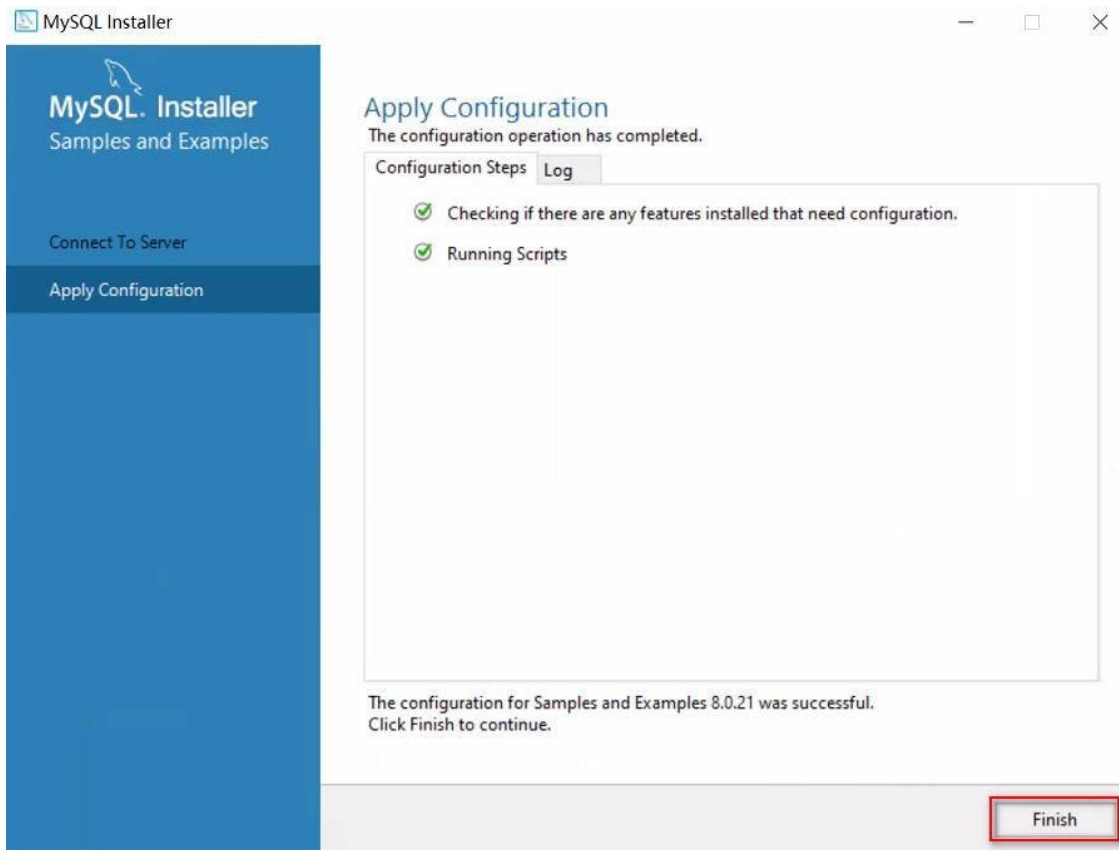 MySQL Installer
MySQL. Installer
Samples and Examples
Connect To Server
Apply Configuration
Apply Configuration
The configuration operation has completed.
Configuration Steps
Log
Checking if there are any features installed that need configuration.
Running Scripts
The configuration for Samples and Examples 8.0.21 was successful.
Click Finish to continue.
Finish